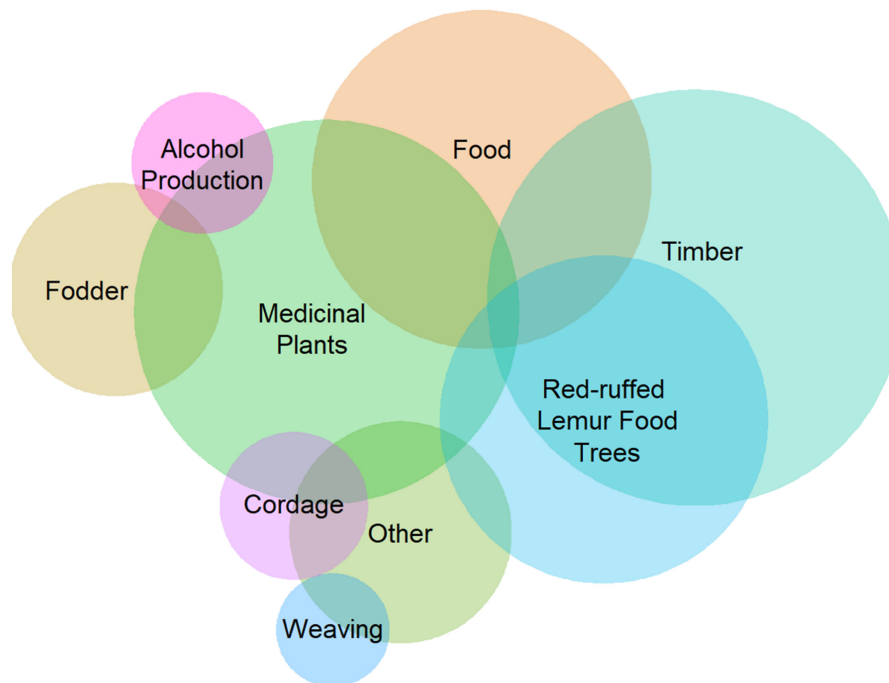 Alcohol
Production
Food
Timber
Fodder
Medicinal
Plants
Red-ruffed
Lemur Food
Trees
Cordage
Other
Weaving